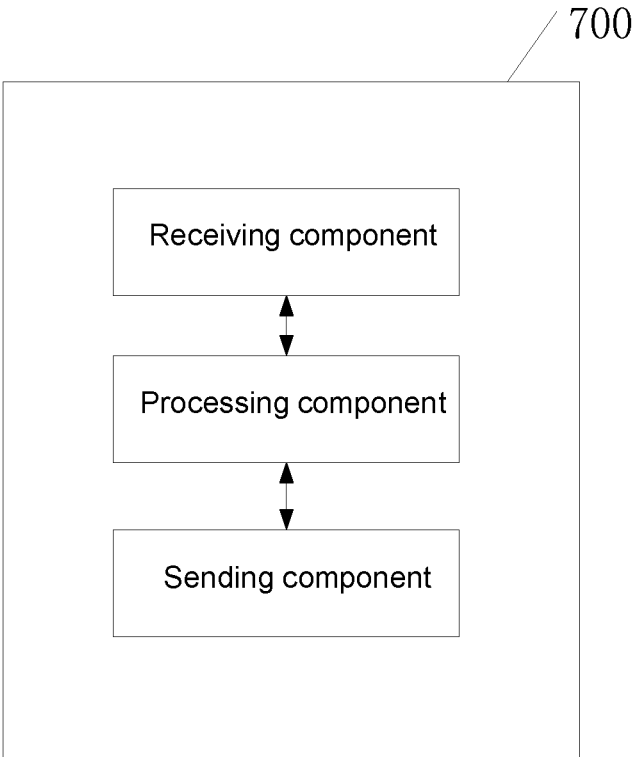 700
Receiving component
Processing component
Sending component